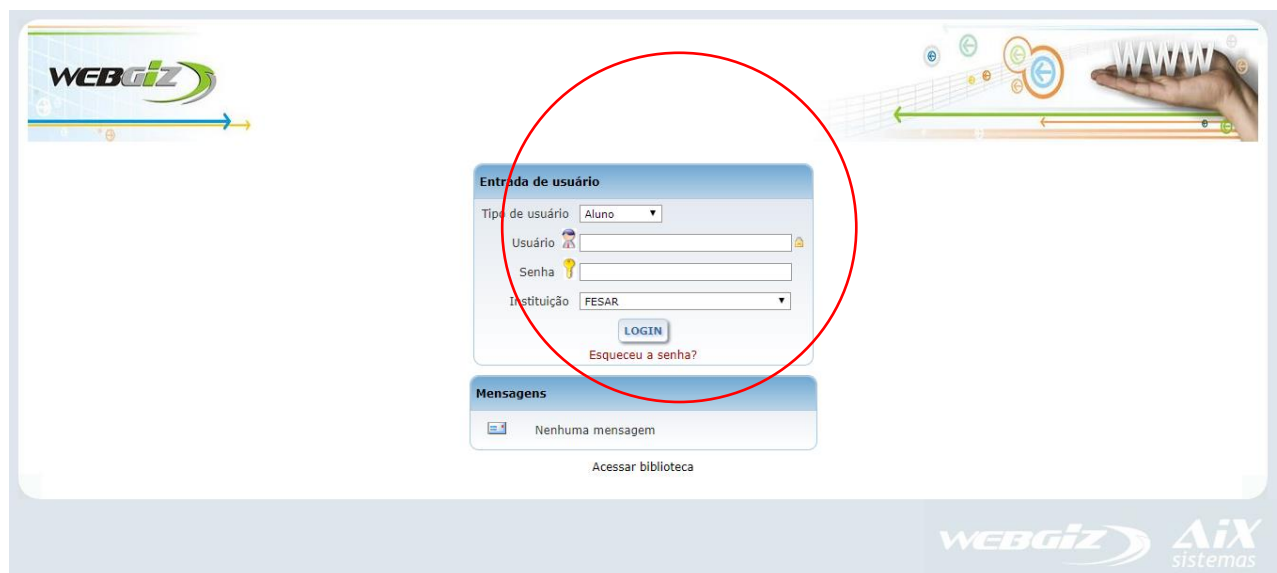 WEBGIZ
WWW
Entrada de usuário
Tipo de usuário Aluno
Usuário
Senha
Instituição FESAR
LOGIN
Esqueceu a senha?
Mensagens
Nenhuma mensagem
Acessar biblioteca
WEBGIZ AiX
sistemas